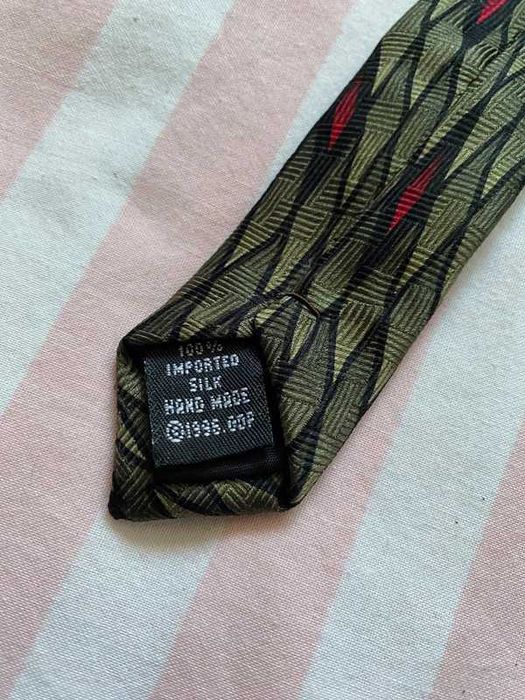 100%
IMPORTED
SILK
HAND MADE
©1996.GDP